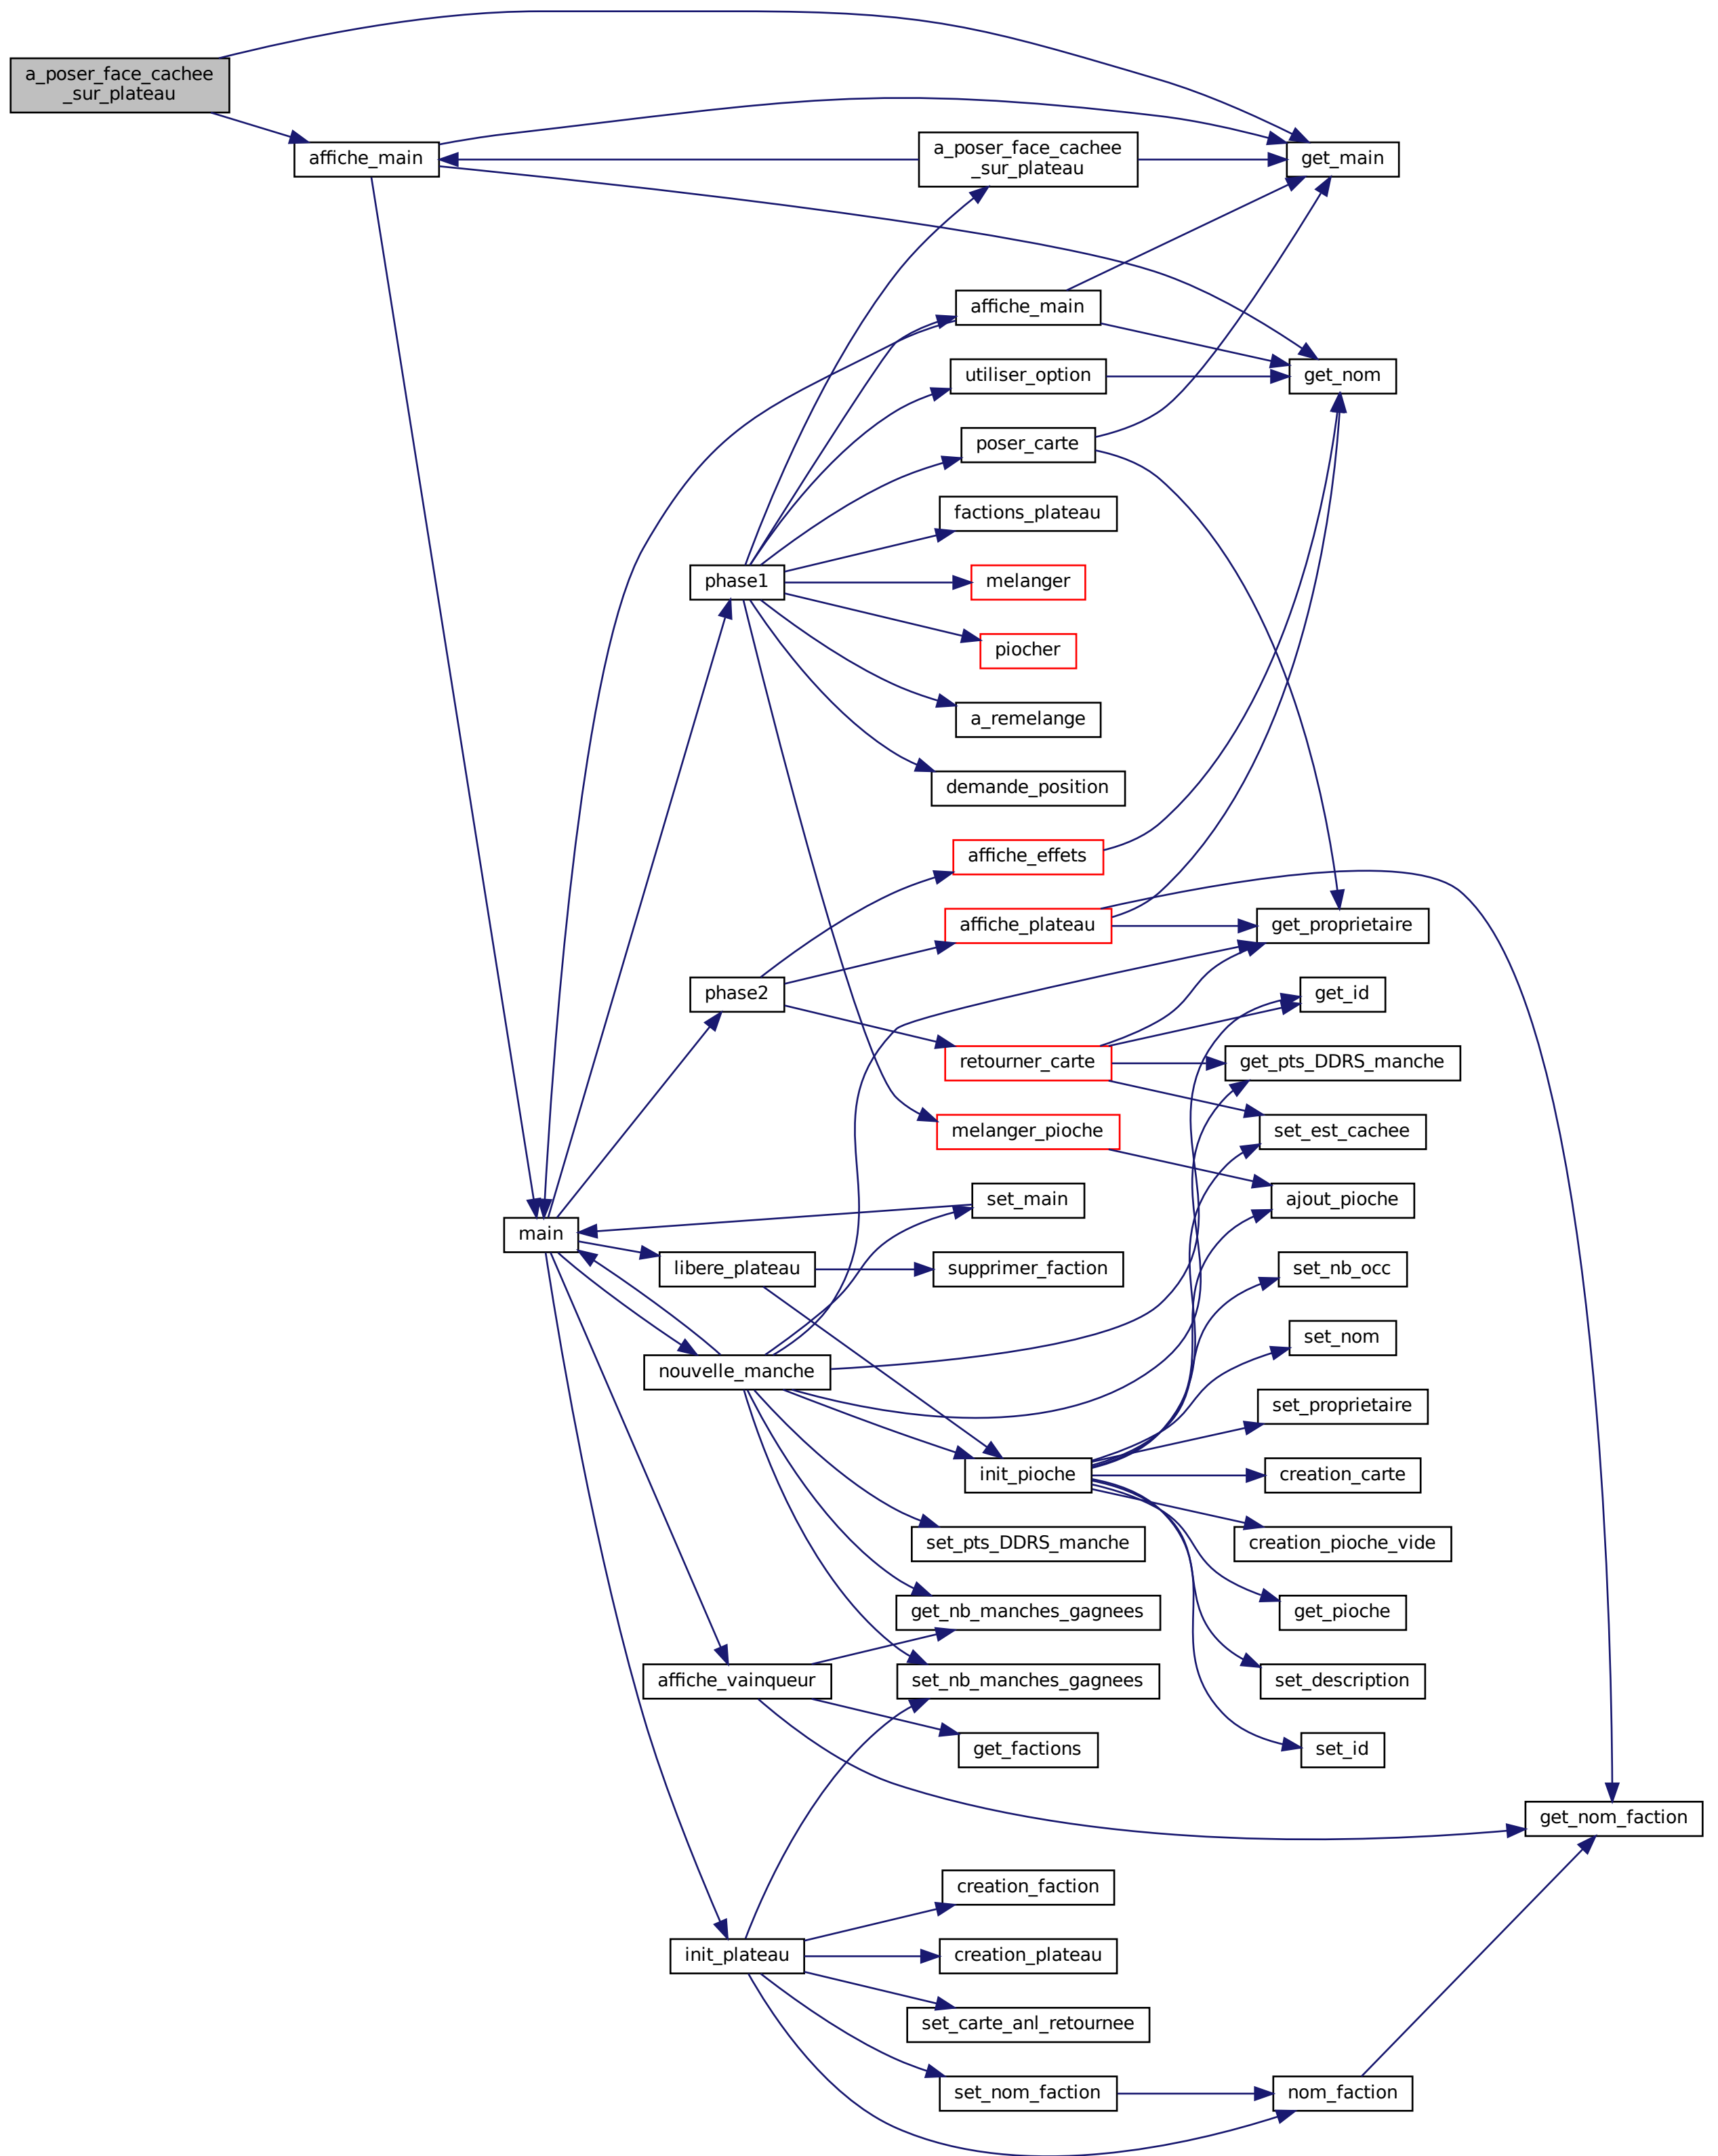 a_poser_face_cachee
_sur_plateau
affiche_main
a_poser_face_cachee
_sur_plateau
get_main
affiche_main
utiliser_option
get_nom
poser_carte
factions_plateau
phase1
melanger
piocher
a_remelange
demande_position
affiche_effets
affiche_plateau
get_proprietaire
phase2
get_id
retourner_carte
get_pts_DDRS_manche
melanger_pioche
set_est_cachee
set_main
ajout_pioche
main
libere_plateau
supprimer_faction
set_nb_occ
set_nom
nouvelle_manche
set_proprietaire
init_pioche
creation_carte
set_pts_DDRS_manche
creation_pioche_vide
get_nb_manches_gagnees
get_pioche
affiche_vainqueur
set_nb_manches_gagnees
set_description
get_factions
set_id
get_nom_faction
creation_faction
init_plateau
creation_plateau
set_carte_anl_retournee
set_nom_faction
nom_faction